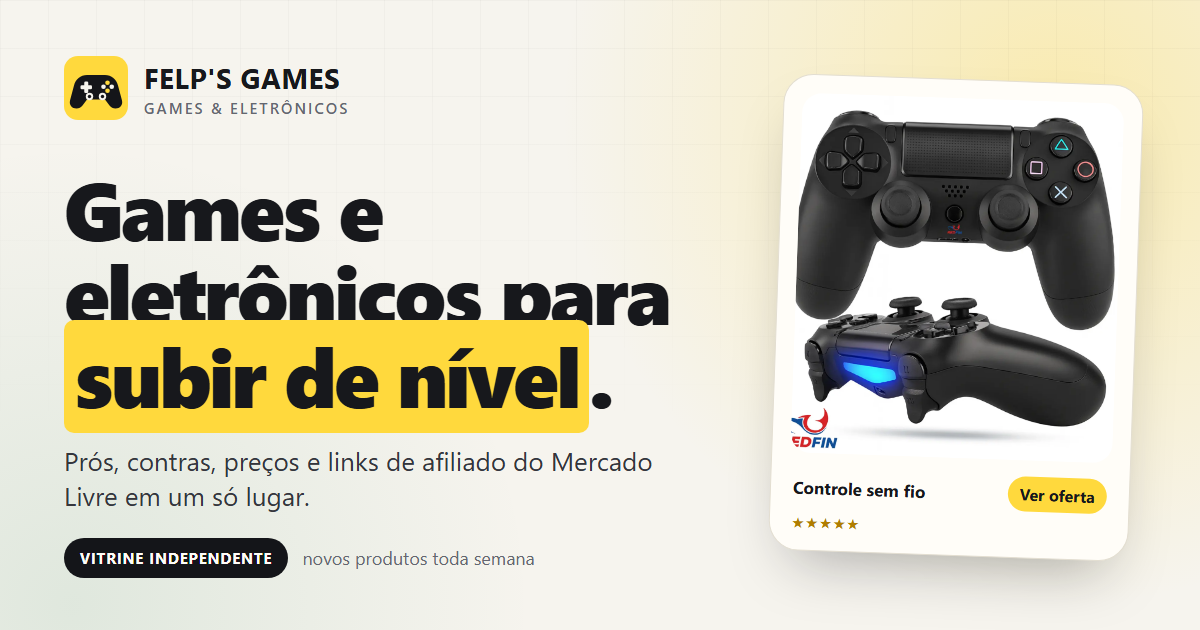 FELP'S GAMES
GAMES & ELETRÔNICOS
Games e
eletrônicos para
subir de nível.
Prós, contras, preços e links de afiliado do Mercado
Livre em um só lugar.
VITRINE INDEPENDENTE
novos produtos toda semana
EDFIN
Controle sem fio
Ver oferta
★★★★★